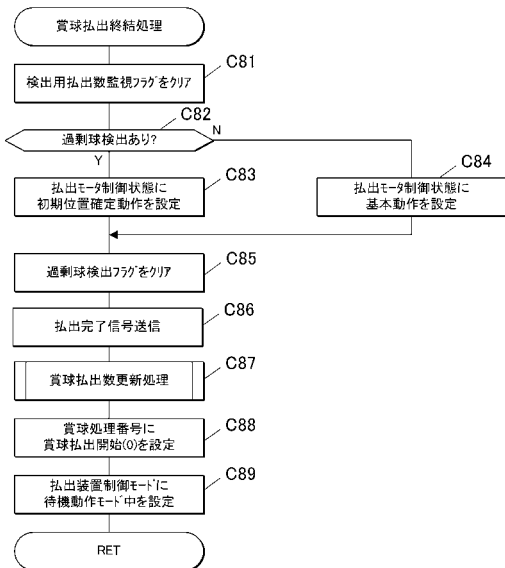 賞球払出終結処理
C81
検出用払出数監視ﾌﾗｸﾞをｸﾘｱ
C82
過剰球検出あり?
N
Y
C83
払出ﾓｰﾀ制御状態に
初期位置確定動作を設定
C84
払出ﾓｰﾀ制御状態に
基本動作を設定
C85
過剰球検出ﾌﾗｸﾞをｸﾘｱ
C86
払出完了信号送信
C87
賞球払出数更新処理
C88
賞球処理番号に
賞球払出開始(0)を設定
C89
払出装置制御ﾓｰﾄﾞに
待機動作ﾓｰﾄﾞ中を設定
RET